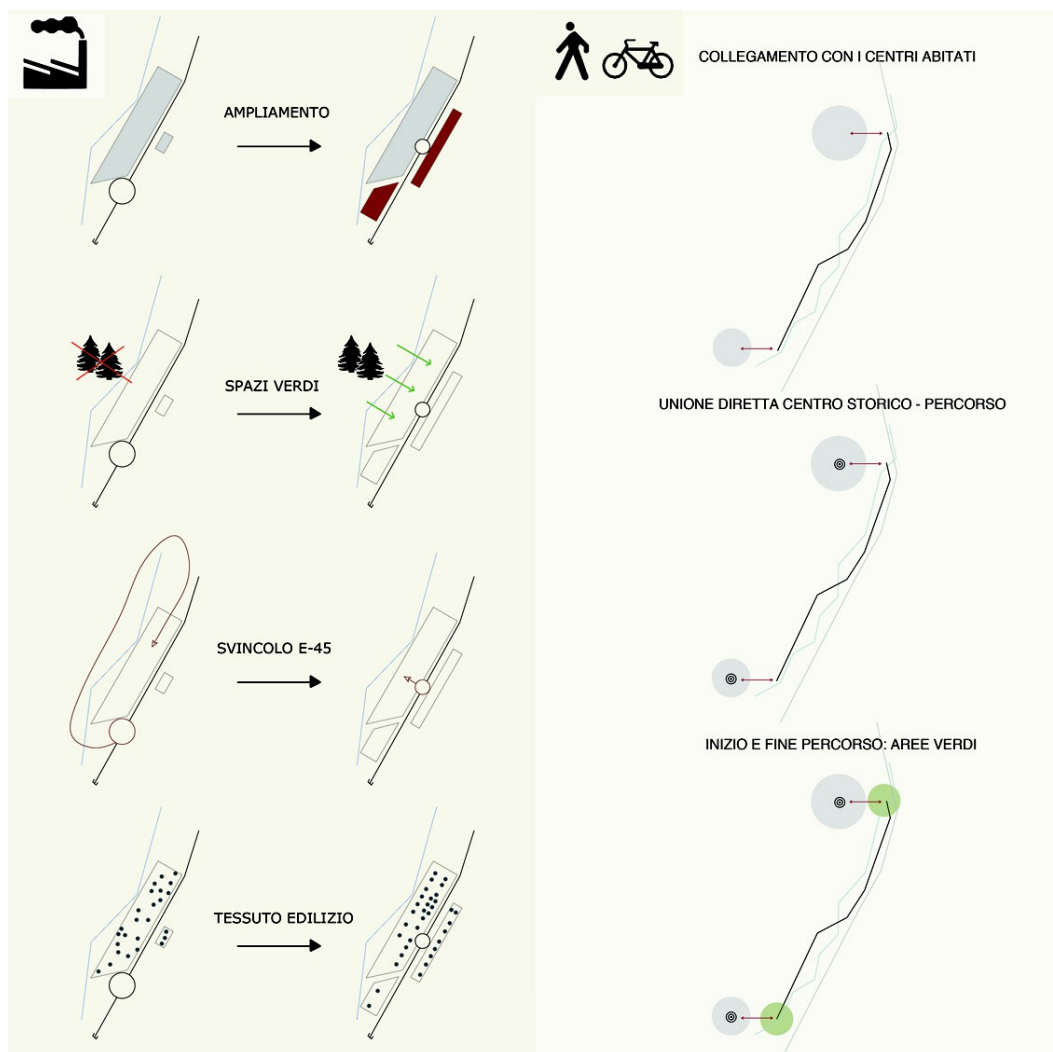 AMPLIAMENTO
SPAZI VERDI
SVINCOLO E-45
TESSUTO EDILIZIO
COLLEGAMENTO CON I CENTRI ABITATI
UNIONE DIRETTA CENTRO STORICO - PERCORSO
INIZIO E FINE PERCORSO: AREE VERDI